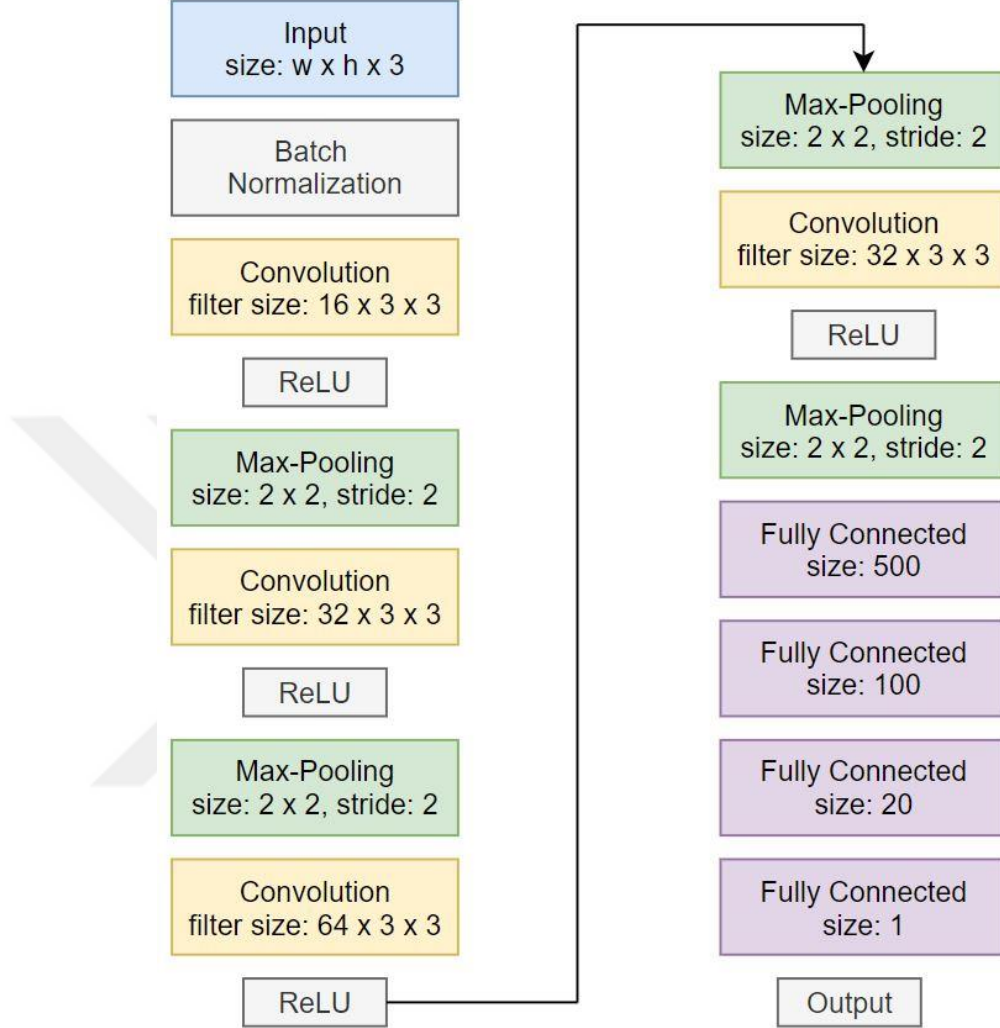 Input
size: w x h x 3
Batch
Normalization
Convolution
filter size: 16 x 3 x 3
ReLU
Max-Pooling
size: 2 x 2, stride: 2
Convolution
filter size: 32 x 3 x 3
ReLU
Max-Pooling
size: 2 x 2, stride: 2
Convolution
filter size: 64 x 3 x 3
ReLU
Max-Pooling
size: 2 x 2, stride: 2
Convolution
filter size: 32 x 3 x 3
ReLU
Max-Pooling
size: 2 x 2, stride: 2
Fully Connected
size: 500
Fully Connected
size: 100
Fully Connected
size: 20
Fully Connected
size: 1
Output